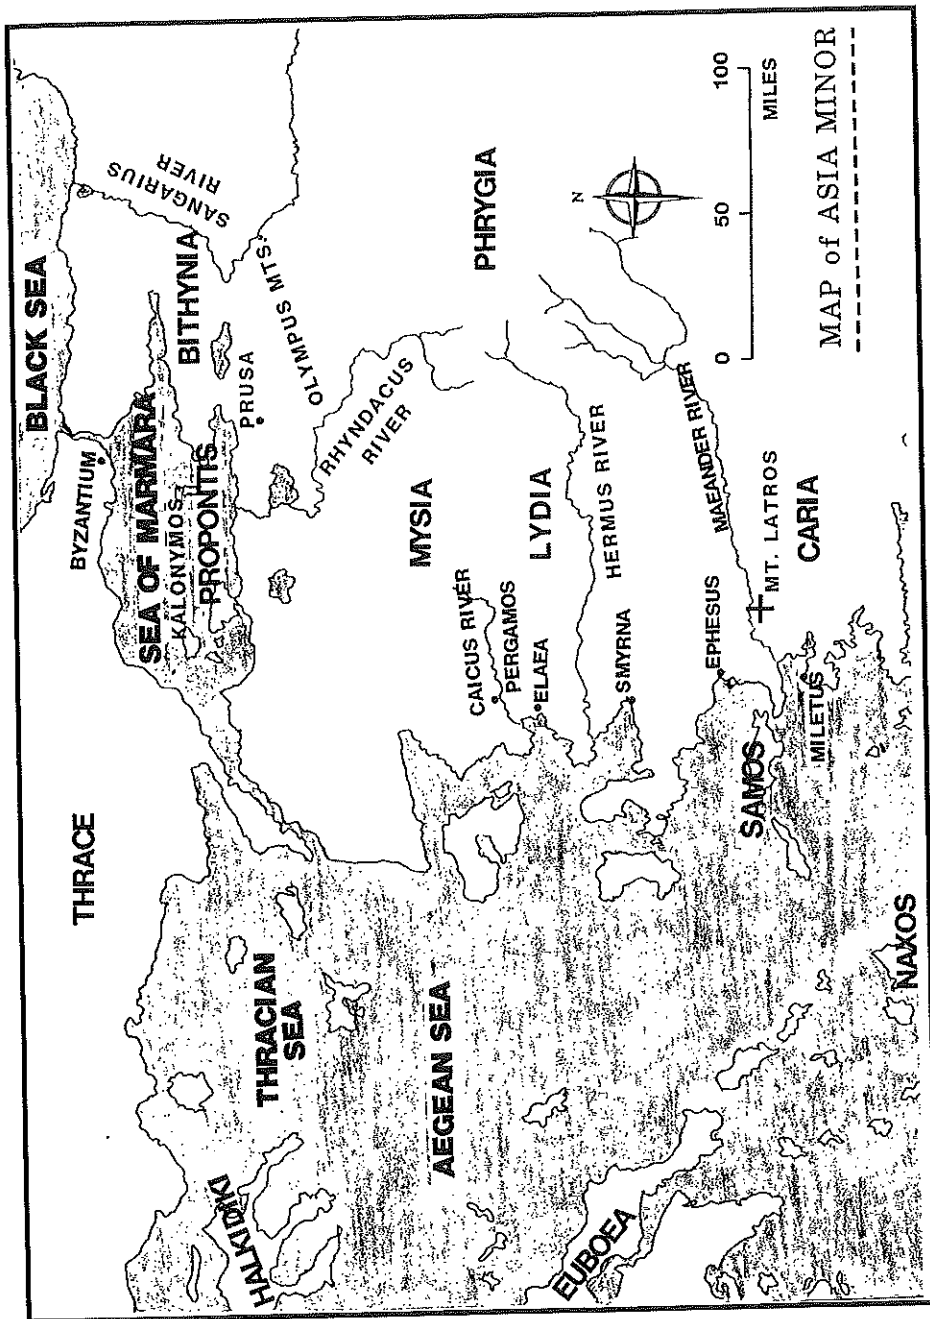 BLACK SEA
SANGARIUS
RIVER
BYZANTIUM
SEA OF MARMARA
KALONYMOS
PROPONTIS
BITHYNIA
PRUSA
OLYMPUS MTS.
THRACE
RHYNDACUS
RIVER
HALKIDIKI
THRACIAN
SEA
MYSIA
PHRYGIA
AEGEAN SEA
CAICUS RIVER
PERGAMOS
ELAEA
LYDIA
HERMUS RIVER
SMYRNA
N
EUBOEA
EPHESUS
MAEANDER RIVER
SAMOS
MT. LATROS
MILETUS
CARIA
NAXOS
0 50 100
MILES
MAP of ASIA MINOR